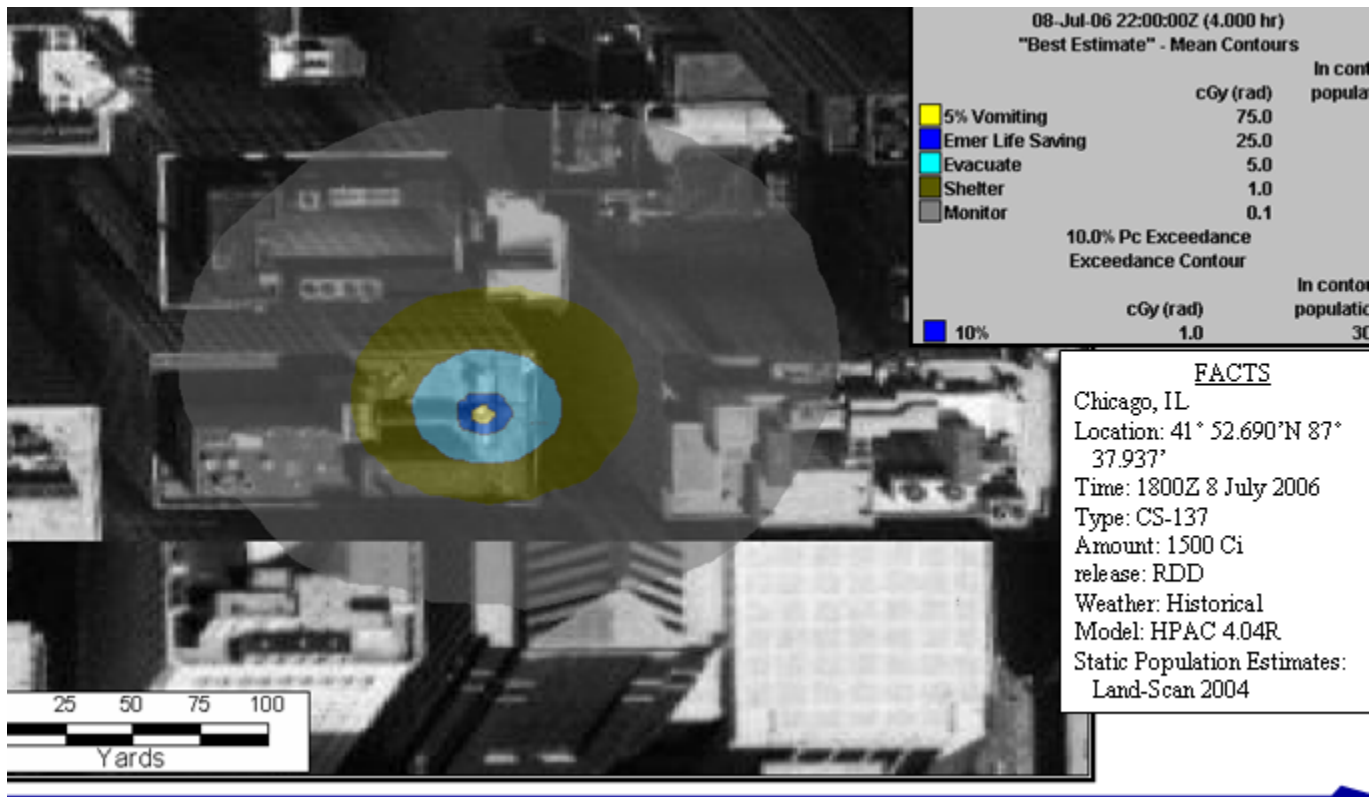 08-Jul-06 22:00:00Z (4.000 hr)
"Best Estimate" - Mean Contours
In cont
cGy (rad) populat
5% Vomiting 75.0
Emer Life Saving 25.0
Evacuate 5.0
Shelter 1.0
Monitor 0.1
10.0% Pc Exceedance
Exceedance Contour
In contou
cGy (rad) populatio
10% 1.0 30
FACTS
Chicago, IL
Location: 41° 52.690'N 87°
37.937'
Time: 1800Z 8 July 2006
Type: CS-137
Amount: 1500 Ci
release: RDD
Weather: Historical
Model: HPAC 4.04R
Static Population Estimates:
Land-Scan 2004
25 50 75 100
Yards